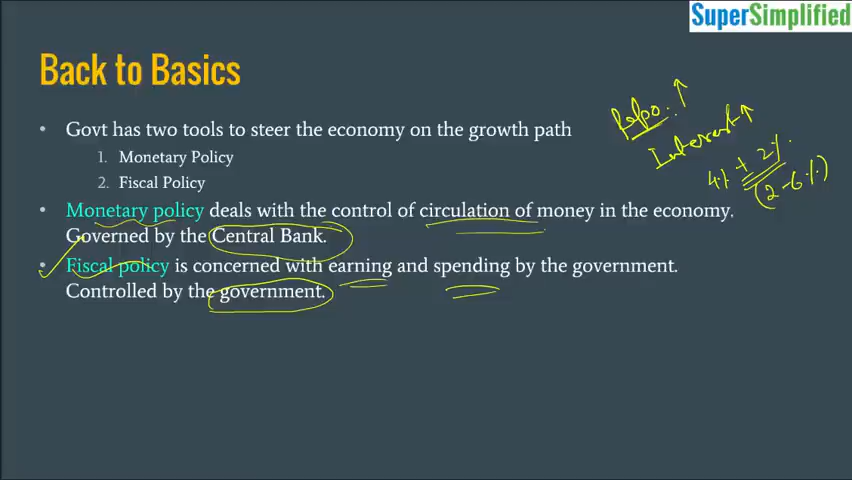 SuperSimplified
Back to Basics
• Govt has two tools to steer the economy on the growth path
1. Monetary Policy
2. Fiscal Policy
• Monetary policy deals with the control of circulation of money in the economy.
Governed by the Central Bank.
• Fiscal policy is concerned with earning and spending by the government.
Controlled by the government.
Repo ↑
Interest ↑
4% + 2%
(2-6%)